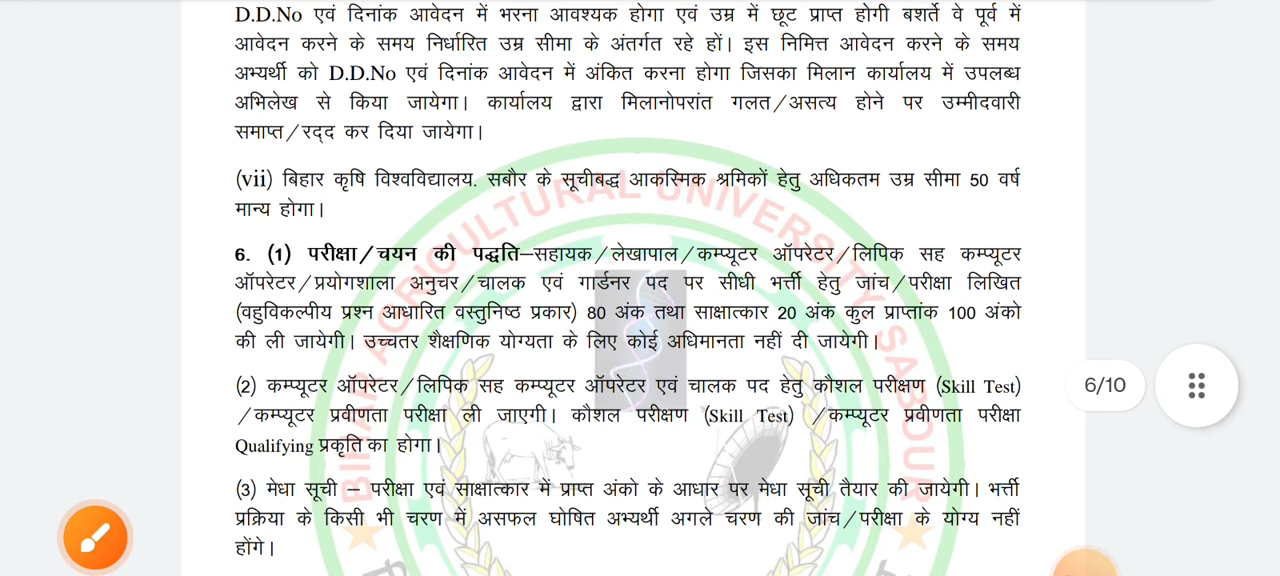 D.D.No एवं दिनांक आवेदन में भरना आवश्यक होगा एवं उम्र में छूट प्राप्त होगी बशर्ते वे पूर्व में
आवेदन करने के समय निर्धारित उम्र सीमा के अंतर्गत रहे हों। इस निमित्त आवेदन करने के समय
अभ्यर्थी को D.D.No एवं दिनांक आवेदन में अंकित करना होगा जिसका मिलान कार्यालय में उपलब्ध
अभिलेख से किया जायेगा। कार्यालय द्वारा मिलानोपरांत गलत/असत्य होने पर उम्मीदवारी
समाप्त/रद्द कर दिया जायेगा।
(vii) बिहार कृषि विश्वविद्यालय. सबौर के सूचीबद्ध आकस्मिक श्रमिकों हेतु अधिकतम उम्र सीमा 50 वर्ष
मान्य होगा।
6. (1) परीक्षा/चयन की पद्धति–सहायक/लेखापाल/कम्प्यूटर ऑपरेटर/लिपिक सह कम्प्यूटर
ऑपरेटर/प्रयोगशाला अनुचर/चालक एवं गार्डनर पद पर सीधी भर्त्ती हेतु जांच/परीक्षा लिखित
(वहुविकल्पीय प्रश्न आधारित वस्तुनिष्ठ प्रकार) 80 अंक तथा साक्षात्कार 20 अंक कुल प्राप्तांक 100 अंको
की ली जायेगी। उच्चतर शैक्षणिक योग्यता के लिए कोई अधिमानता नहीं दी जायेगी।
(2) कम्प्यूटर ऑपरेटर/लिपिक सह कम्प्यूटर ऑपरेटर एवं चालक पद हेतु कौशल परीक्षण (Skill Test)
/कम्प्यूटर प्रवीणता परीक्षा ली जाएगी। कौशल परीक्षण (Skill Test) /कम्प्यूटर प्रवीणता परीक्षा
Qualifying प्रकृति का होगा।
(3) मेधा सूची – परीक्षा एवं साक्षात्कार में प्राप्त अंको के आधार पर मेधा सूची तैयार की जायेगी। भर्त्ती
प्रक्रिया के किसी भी चरण में असफल घोषित अभ्यर्थी अगले चरण की जांच/परीक्षा के योग्य नहीं
होंगे।
BIHAR AGRICULTURAL UNIVERSITY SABOUR
6/10